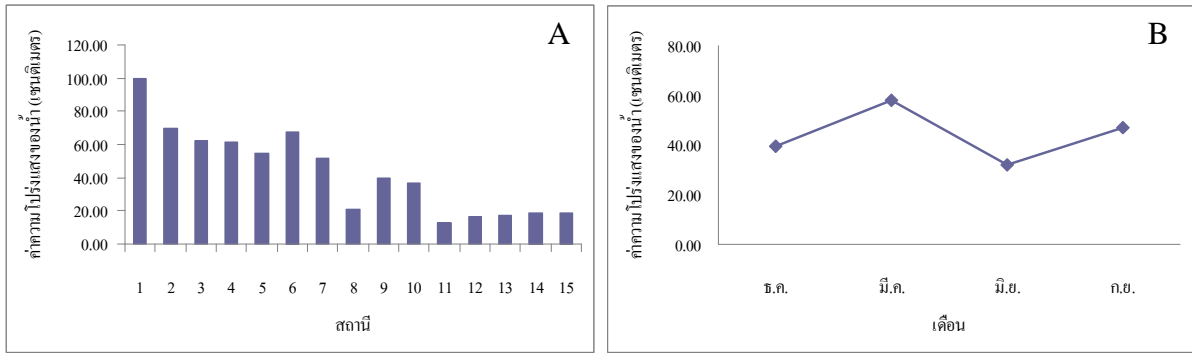 A
ค่าความโปร่งแสงของน้ำ (เซนติเมตร)
120.00
100.00
80.00
60.00
40.00
20.00
0.00
1 2 3 4 5 6 7 8 9 10 11 12 13 14 15
สถานี
B
ค่าความโปร่งแสงของน้ำ (เซนติเมตร)
80.00
60.00
40.00
20.00
0.00
ธ.ค. มี.ค. มิ.ย. ก.ย.
เดือน